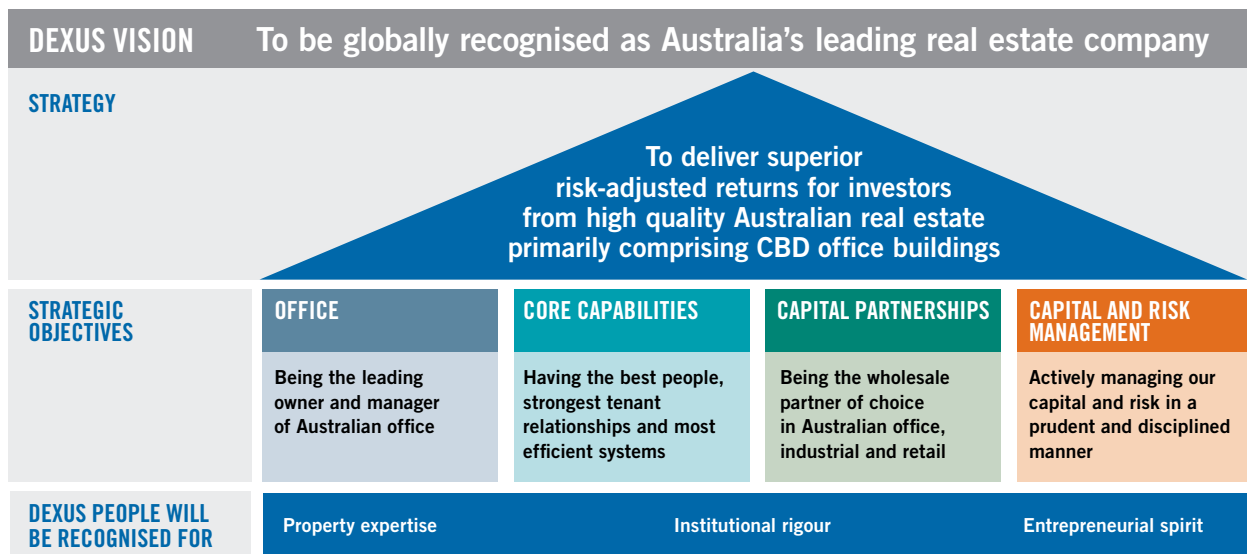 DEXUS VISION To be globally recognised as Australia's leading real estate company
STRATEGY
To deliver superior
risk-adjusted returns for investors
from high quality Australian real estate
primarily comprising CBD office buildings
STRATEGIC
OBJECTIVES
OFFICE
Being the leading
owner and manager
of Australian office
CORE CAPABILITIES
Having the best people,
strongest tenant
relationships and most
efficient systems
CAPITAL PARTNERSHIPS
Being the wholesale
partner of choice
in Australian office,
industrial and retail
CAPITAL AND RISK
MANAGEMENT
Actively managing our
capital and risk in a
prudent and disciplined
manner
DEXUS PEOPLE WILL
BE RECOGNISED FOR
Property expertise
Institutional rigour
Entrepreneurial spirit